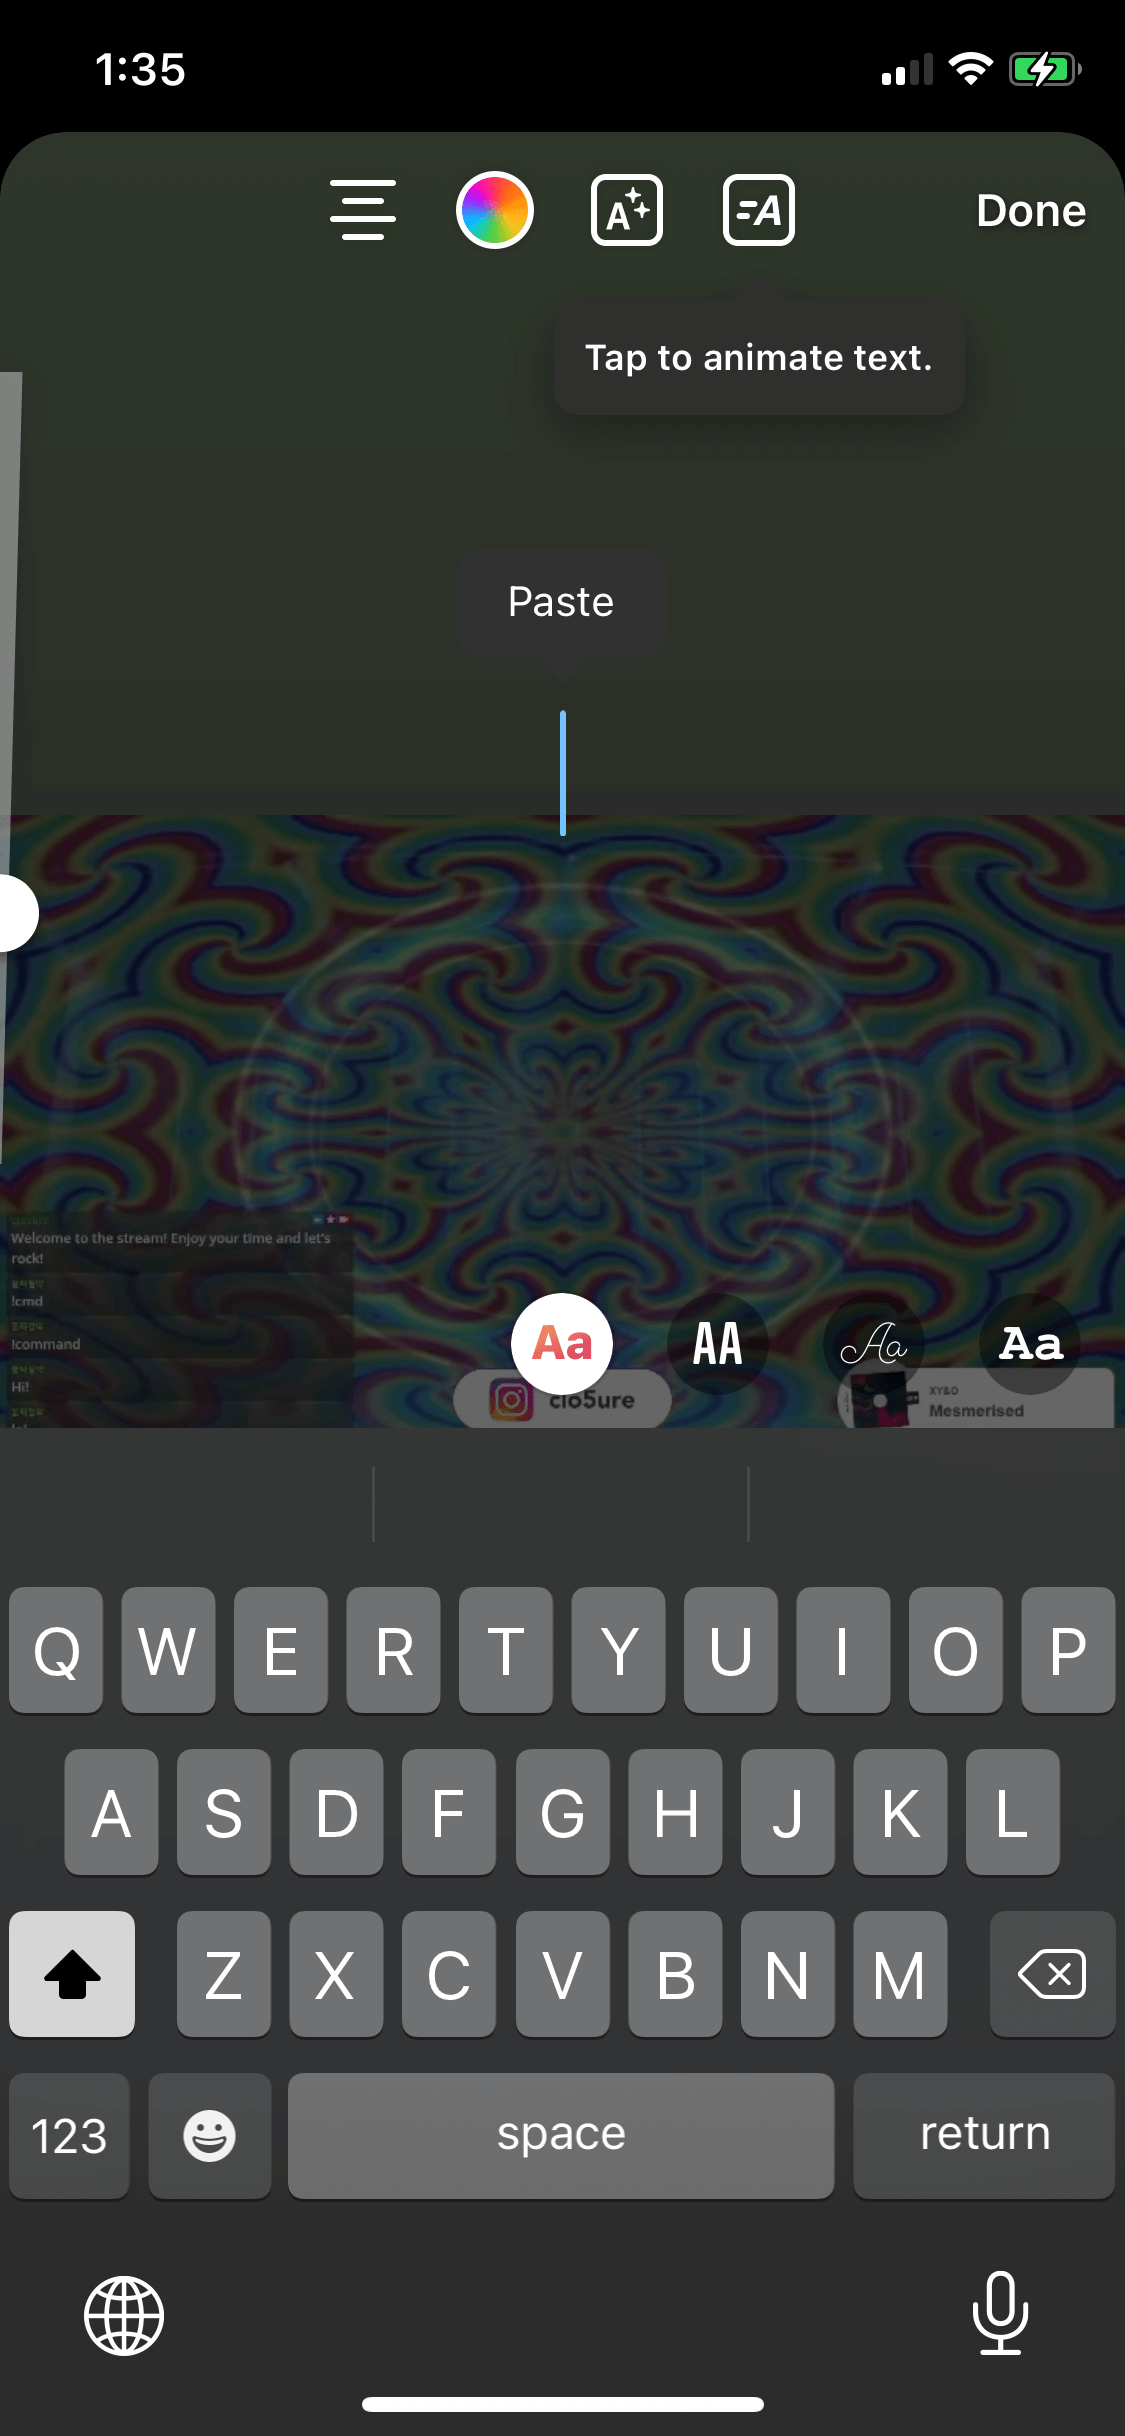 1:35
Done
Tap to animate text.
Paste
Welcome to the stream! Enjoy your time and let's
rock!
!cmd
!command
Hi!
Aa
AA
Aa
Aa
clo5ure
XY&O
Mesmerised
Q W E R T Y U I O P
A S D F G H J K L
Z X C V B N M
123
space
return